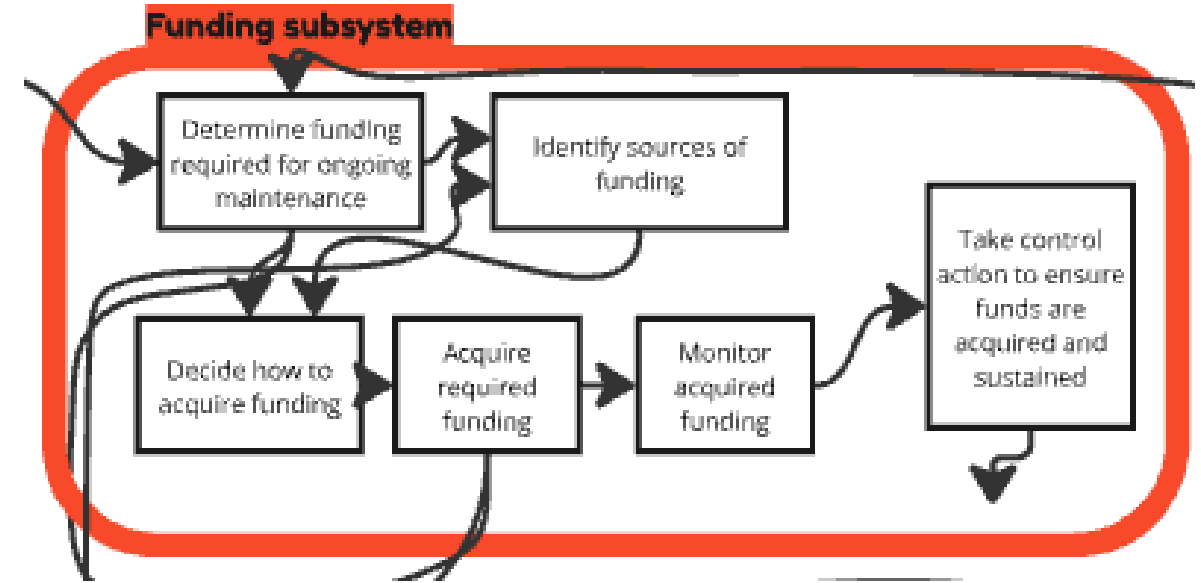 Funding subsystem
Determine funding
required for ongoing
maintenance
Identify sources of
funding
Take control
action to ensure
funds are
acquired and
sustained
Decide how to
acquire funding
Acquire
required
funding
Monitor
acquired
funding